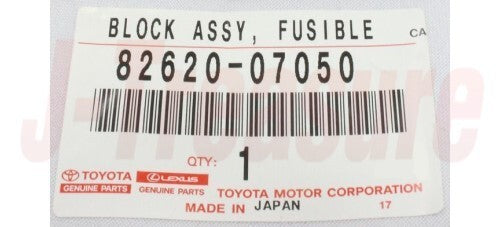 BLOCK ASSY, FUSIBLE
CA
82620-07050
J-Treasure
QTY: 1
TOYOTA LEXUS
GENUINE PARTS GENUINE PARTS TOYOTA MOTOR CORPORATION
MADE IN JAPAN 17